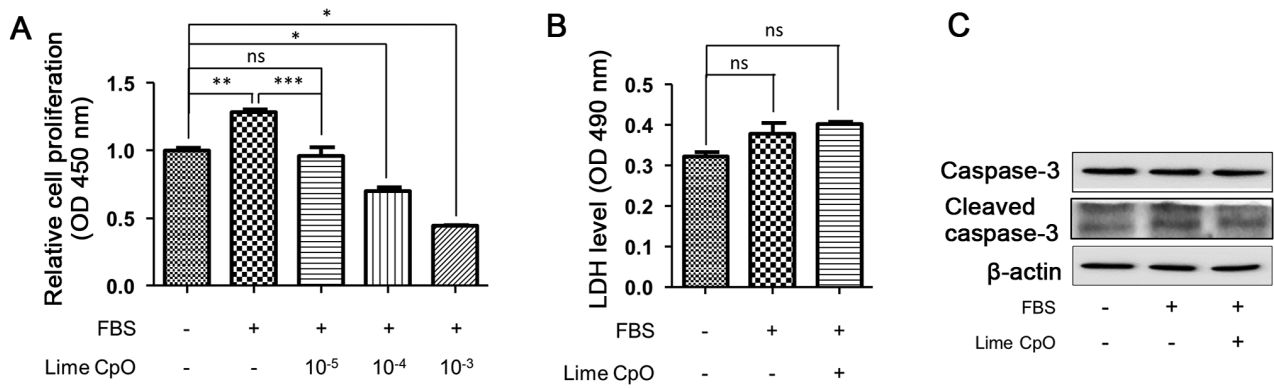 A
Relative cell proliferation
(OD 450 nm)
1.5
1.0
0.5
0.0
*
*
ns
** ***
FBS - + + + +
Lime CpO - - 10-5 10-4 10-3
B
LDH level (OD 490 nm)
0.5
0.4
0.3
0.2
0.1
0.0
ns
ns
FBS - + +
Lime CpO - - +
C
Caspase-3
Cleaved
caspase-3
β-actin
FBS - + +
Lime CpO - - +